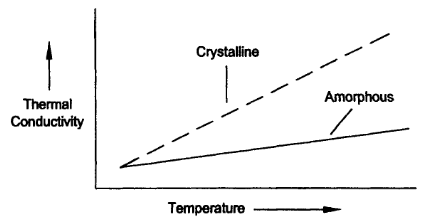 Crystalline
Amorphous
Thermal
Conductivity
Temperature